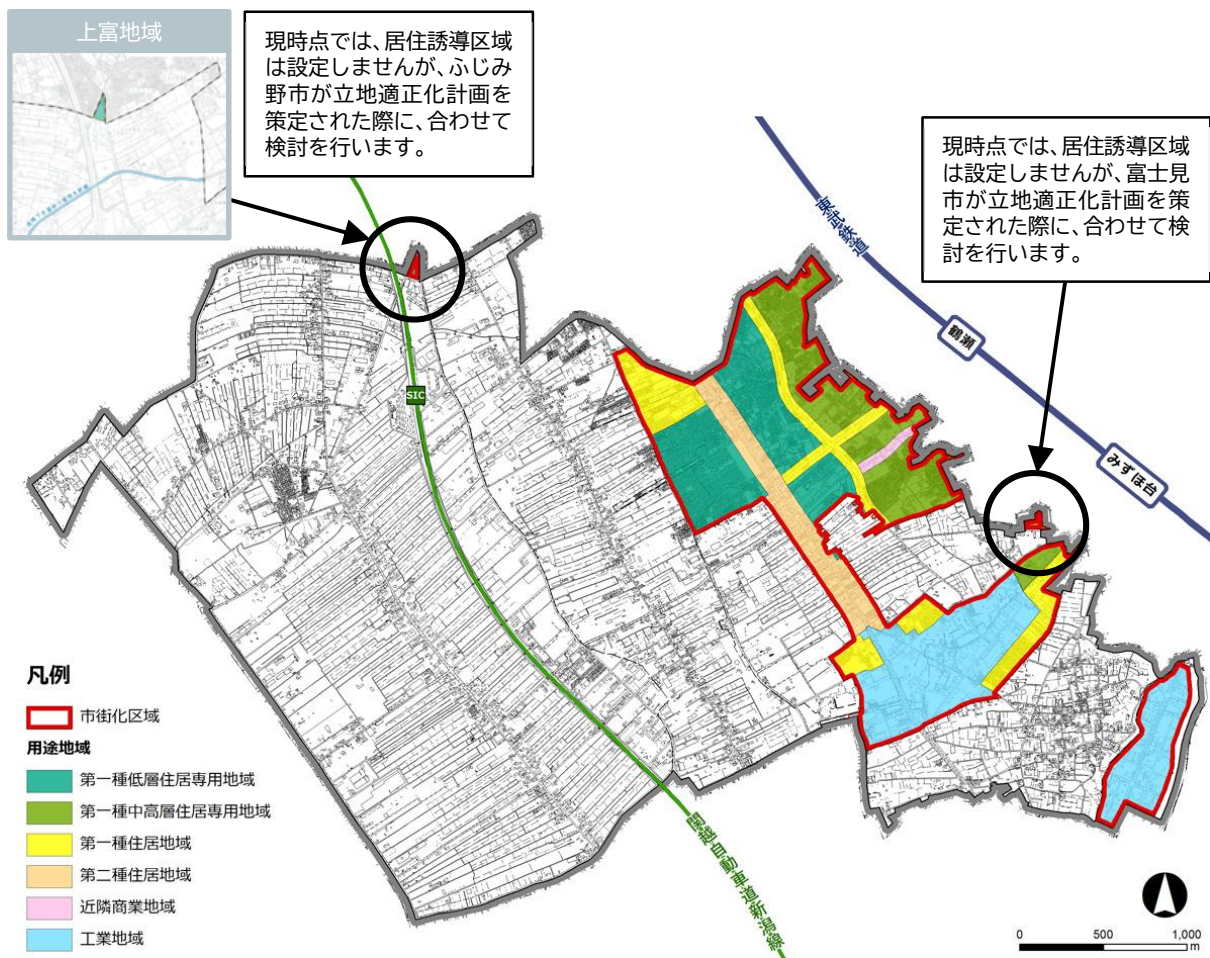 上富地域
現時点では、居住誘導区域
は設定しませんが、ふじみ
野市が立地適正化計画を
策定された際に、合わせて
検討を行います。
現時点では、居住誘導区域
は設定しませんが、富士見
市が立地適正化計画を策
定された際に、合わせて検
討を行います。
東武鉄道
鶴瀬
みずほ台
SIC
関越自動車道新潟線
凡例
市街化区域
用途地域
第一種低層住居専用地域
第一種中高層住居専用地域
第一種住居地域
第二種住居地域
近隣商業地域
工業地域
0 500 1,000
m